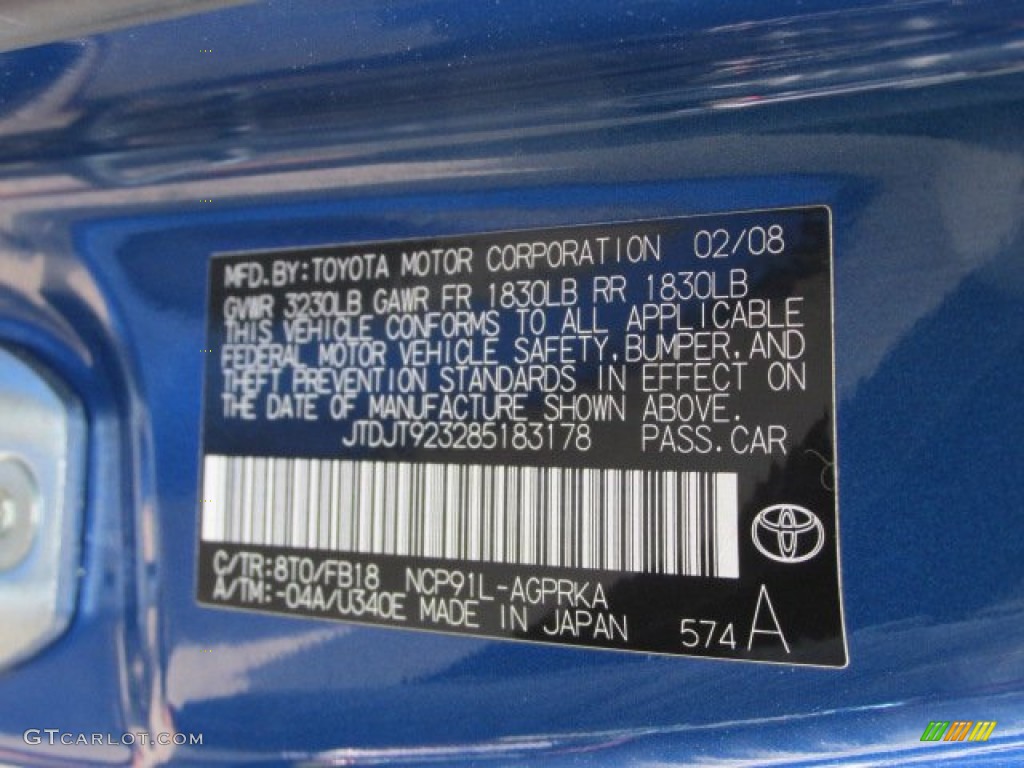 MFD.BY:TOYOTA MOTOR CORPORATION 02/08
GVWR 3230LB GAWR FR 1830LB RR 1830LB
THIS VEHICLE CONFORMS TO ALL APPLICABLE
FEDERAL MOTOR VEHICLE SAFETY,BUMPER,AND
THEFT PREVENTION STANDARDS IN EFFECT ON
THE DATE OF MANUFACTURE SHOWN ABOVE.
JTDJT923285183178 PASS.CAR
C/TR:8T0/FB18 NCP91L-AGPRKA
A/TM:-04A/U340E MADE IN JAPAN 574 A
GTCARLOT.COM